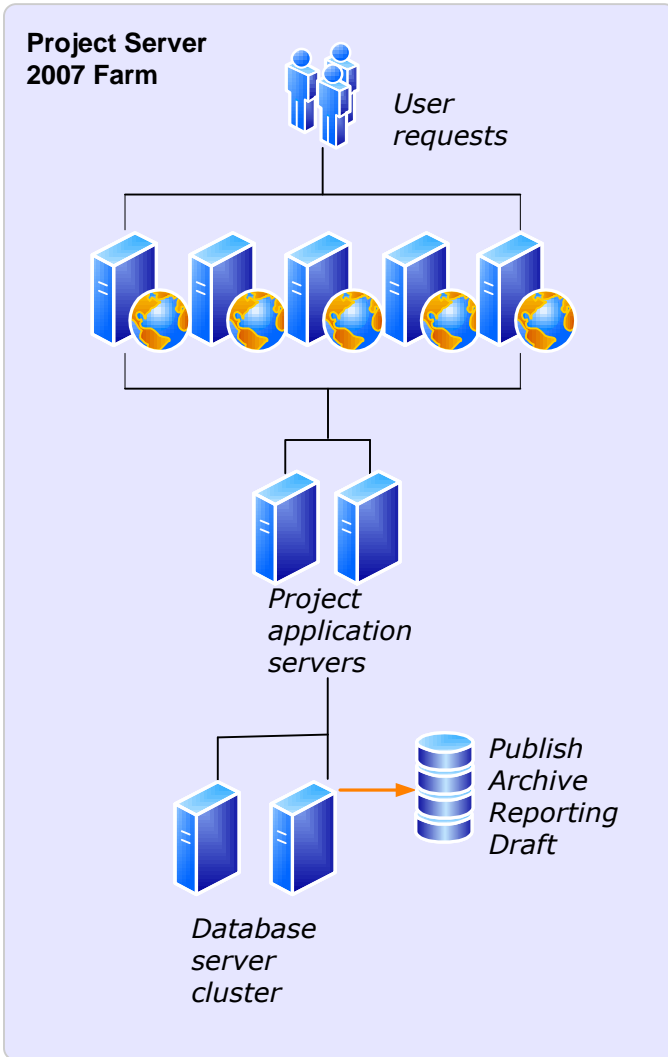 Project Server
2007 Farm
User
requests
Project
application
servers
Publish
Archive
Reporting
Draft
Database
server
cluster